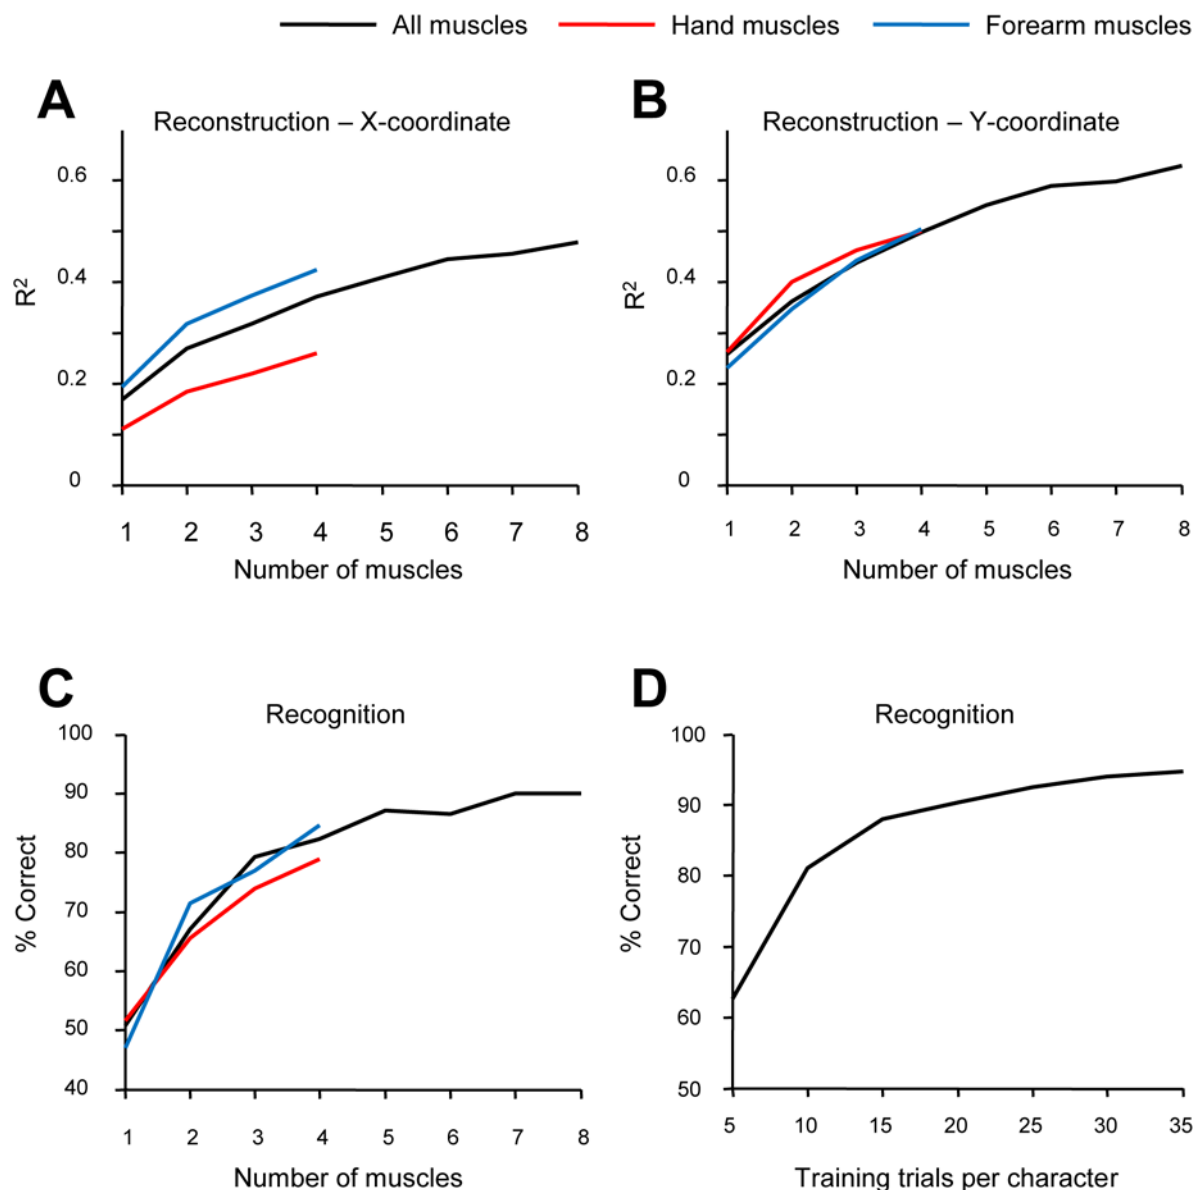 All muscles Hand muscles Forearm muscles
A
Reconstruction – X-coordinate
R²
0.6
0.4
0.2
0
1 2 3 4 5 6 7 8
Number of muscles
B
Reconstruction – Y-coordinate
R²
0.6
0.4
0.2
0
1 2 3 4 5 6 7 8
Number of muscles
C
Recognition
% Correct
100
90
80
70
60
50
40
1 2 3 4 5 6 7 8
Number of muscles
D
Recognition
% Correct
100
90
80
70
60
50
5 10 15 20 25 30 35
Training trials per character